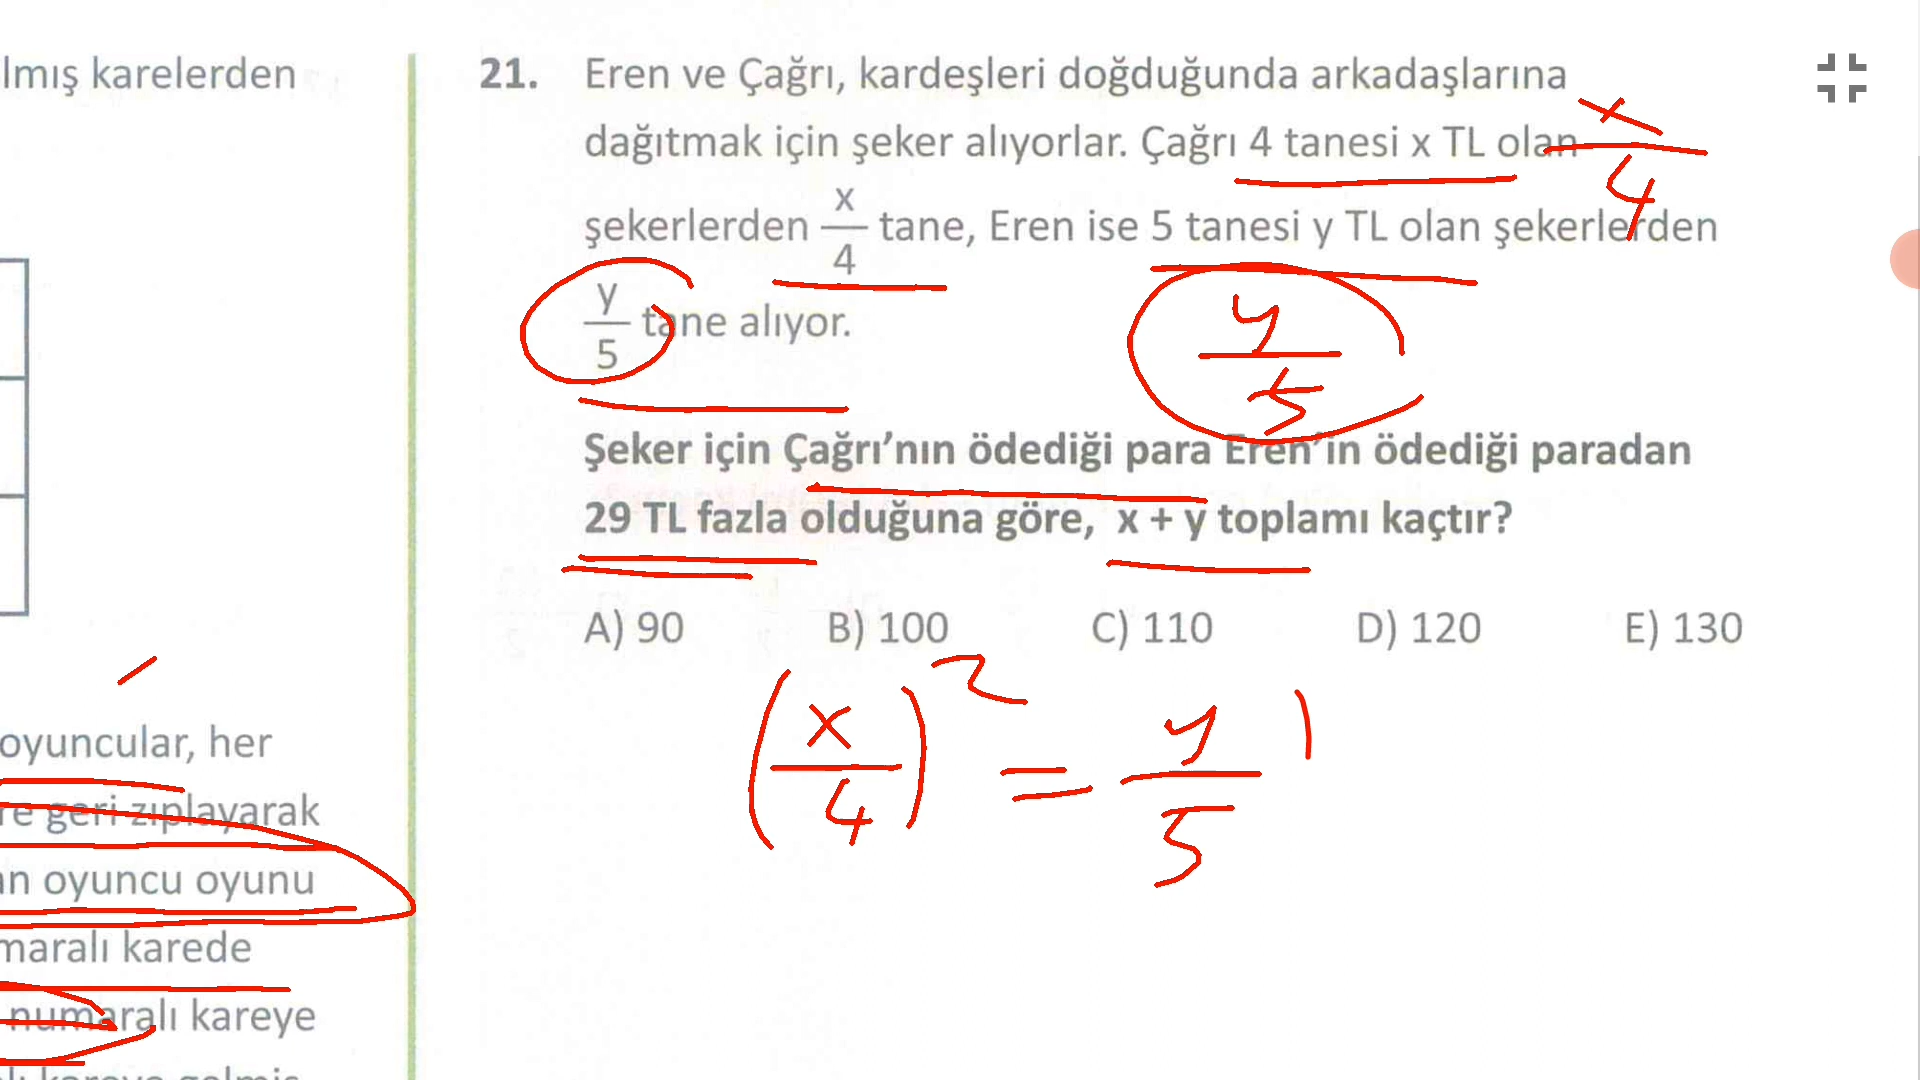 lmış karelerden
oyuncular, her
re geri zıplayarak
an oyuncu oyunu
maralı karede
numaralı kareye
21. Eren ve Çağrı, kardeşleri doğduğunda arkadaşlarına
dağıtmak için şeker alıyorlar. Çağrı 4 tanesi x TL olan
x/4
şekerlerden x/4 tane, Eren ise 5 tanesi y TL olan şekerlerden
y/5 tane alıyor.
y/5
Şeker için Çağrı'nın ödediği para Eren'in ödediği paradan
29 TL fazla olduğuna göre, x + y toplamı kaçtır?
A) 90 B) 100 C) 110 D) 120 E) 130
(x/4)² = y/5